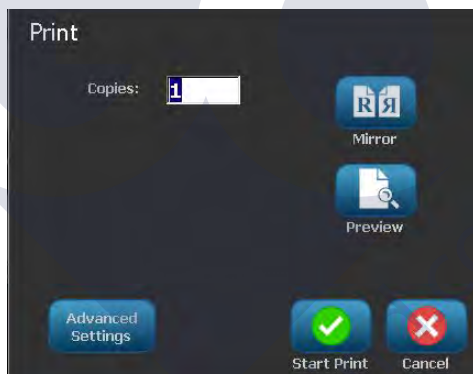 Print
Copies: 1
R Я
Mirror
Preview
Advanced
Settings
Start Print
Cancel